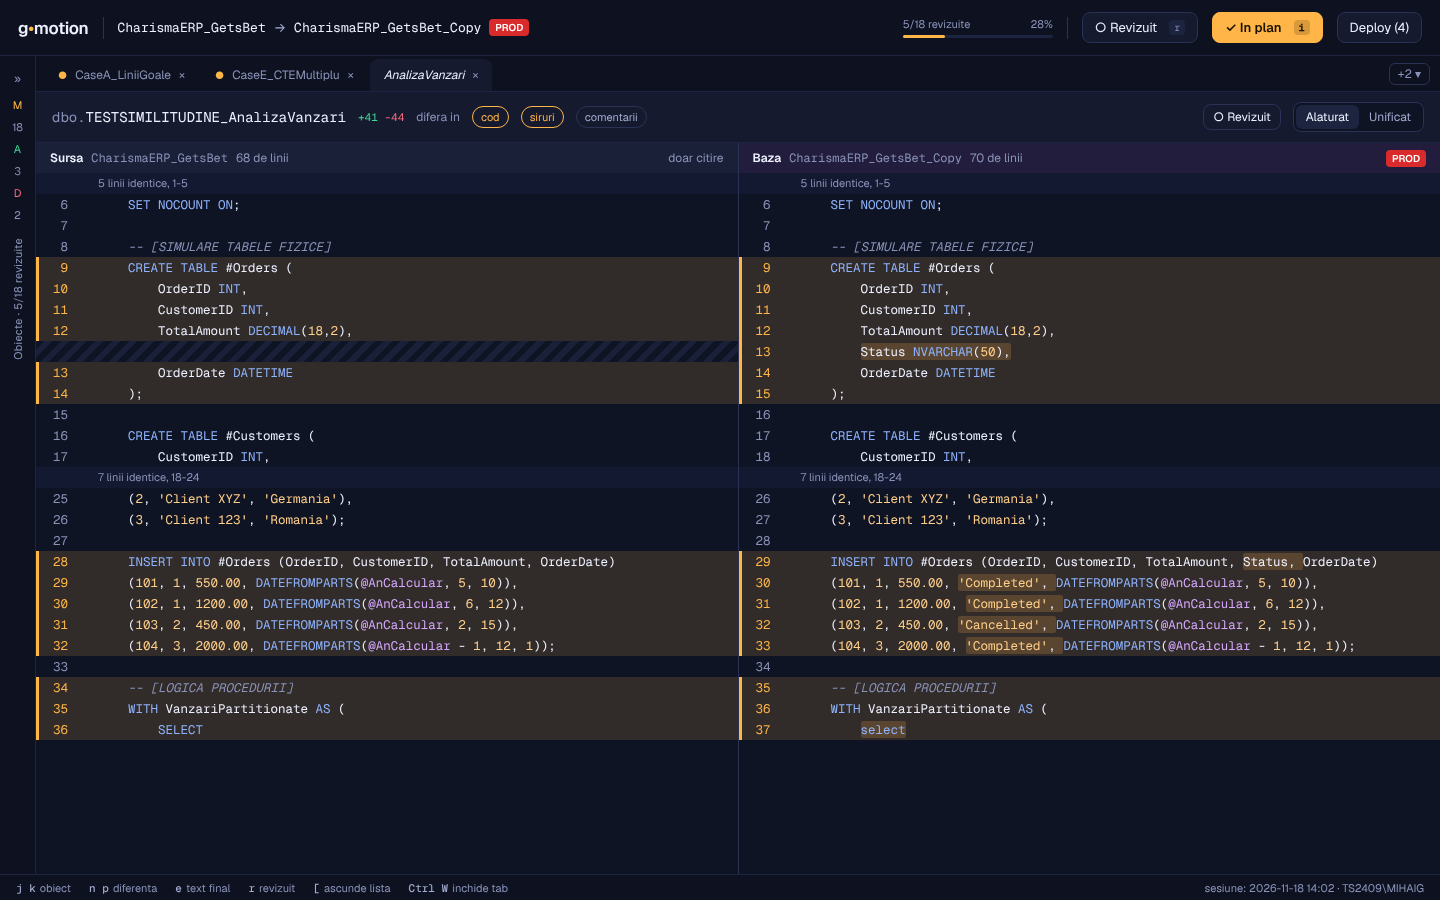 g•motion CharismaERP_GetsBet → CharismaERP_GetsBet_Copy PROD 5/18 revizuite 28% Revizuit r ✓ In plan i Deploy (4)
» CaseA_LiniiGoale × CaseE_CTEMultiplu × AnalizaVanzari × +2 ▾
M
18
A
3
D
2
Obiecte · 5/18 revizuite
dbo.TESTSIMILITUDINE_AnalizaVanzari +41 -44 difera in cod siruri comentarii Revizuit Alaturat Unificat
Sursa CharismaERP_GetsBet 68 de linii doar citire
5 linii identice, 1-5
6 SET NOCOUNT ON;
7
8 -- [SIMULARE TABELE FIZICE]
9 CREATE TABLE #Orders (
10 OrderID INT,
11 CustomerID INT,
12 TotalAmount DECIMAL(18,2),
13 OrderDate DATETIME
14 );
15
16 CREATE TABLE #Customers (
17 CustomerID INT,
7 linii identice, 18-24
25 (2, 'Client XYZ', 'Germania'),
26 (3, 'Client 123', 'Romania');
27
28 INSERT INTO #Orders (OrderID, CustomerID, TotalAmount, OrderDate)
29 (101, 1, 550.00, DATEFROMPARTS(@AnCalcular, 5, 10)),
30 (102, 1, 1200.00, DATEFROMPARTS(@AnCalcular, 6, 12)),
31 (103, 2, 450.00, DATEFROMPARTS(@AnCalcular, 2, 15)),
32 (104, 3, 2000.00, DATEFROMPARTS(@AnCalcular - 1, 12, 1));
33
34 -- [LOGICA PROCEDURII]
35 WITH VanzariPartitionate AS (
36 SELECT
Baza CharismaERP_GetsBet_Copy 70 de linii PROD
5 linii identice, 1-5
6 SET NOCOUNT ON;
7
8 -- [SIMULARE TABELE FIZICE]
9 CREATE TABLE #Orders (
10 OrderID INT,
11 CustomerID INT,
12 TotalAmount DECIMAL(18,2),
13 Status NVARCHAR(50),
14 OrderDate DATETIME
15 );
16
17 CREATE TABLE #Customers (
18 CustomerID INT,
7 linii identice, 18-24
26 (2, 'Client XYZ', 'Germania'),
27 (3, 'Client 123', 'Romania');
28
29 INSERT INTO #Orders (OrderID, CustomerID, TotalAmount, Status, OrderDate)
30 (101, 1, 550.00, 'Completed', DATEFROMPARTS(@AnCalcular, 5, 10)),
31 (102, 1, 1200.00, 'Completed', DATEFROMPARTS(@AnCalcular, 6, 12)),
32 (103, 2, 450.00, 'Cancelled', DATEFROMPARTS(@AnCalcular, 2, 15)),
33 (104, 3, 2000.00, 'Completed', DATEFROMPARTS(@AnCalcular - 1, 12, 1));
34
35 -- [LOGICA PROCEDURII]
36 WITH VanzariPartitionate AS (
37 select
j k obiect n p diferenta e text final r revizuit [ ascunde lista Ctrl W inchide tab sesiune: 2026-11-18 14:02 · TS2409\MIHAIG